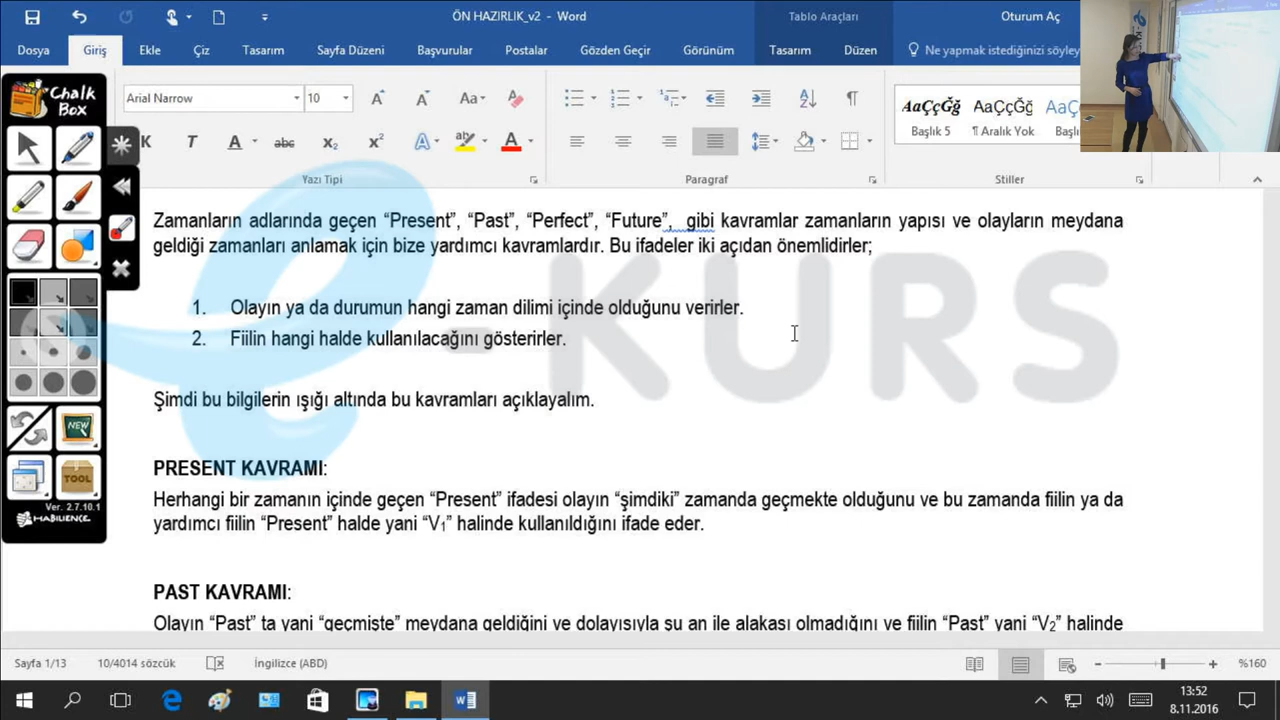 ÖN HAZIRLIK_v2 - Word
Tablo Araçları
Oturum Aç
Dosya
Giriş
Ekle
Çiz
Tasarım
Sayfa Düzeni
Başvurular
Postalar
Gözden Geçir
Görünüm
Tasarım
Düzen
Ne yapmak istediğinizi söyley
Chalk
Box
Arial Narrow
10
Aa
AaÇçĞğ
AaÇçĞğ
AaÇç
K
T
A
abc
x₂
x²
A
A
Başlık 5
¶ Aralık Yok
Başlı
Yazı Tipi
Paragraf
Stiller
Zamanların adlarında geçen “Present”, “Past”, “Perfect”, “Future”, gibi kavramlar zamanların yapısı ve olayların meydana
geldiği zamanları anlamak için bize yardımcı kavramlardır. Bu ifadeler iki açıdan önemlidirler;
1. Olayın ya da durumun hangi zaman dilimi içinde olduğunu verirler.
2. Fiilin hangi halde kullanılacağını gösterirler.
Şimdi bu bilgilerin ışığı altında bu kavramları açıklayalım.
PRESENT KAVRAMI:
Herhangi bir zamanın içinde geçen “Present” ifadesi olayın “şimdiki” zamanda geçmekte olduğunu ve bu zamanda fiilin ya da
yardımcı fiilin “Present” halde yani “V₁” halinde kullanıldığını ifade eder.
PAST KAVRAMI:
Olayın “Past” ta yani “geçmişte” meydana geldiğini ve dolayısıyla şu an ile alakası olmadığını ve fiilin “Past” yani “V₂” halinde
e-KURS
NEW
TOOL
Ver. 2.7.10.1
MABILIENCE
Sayfa 1/13
10/4014 sözcük
İngilizce (ABD)
%160
13:52
8.11.2016